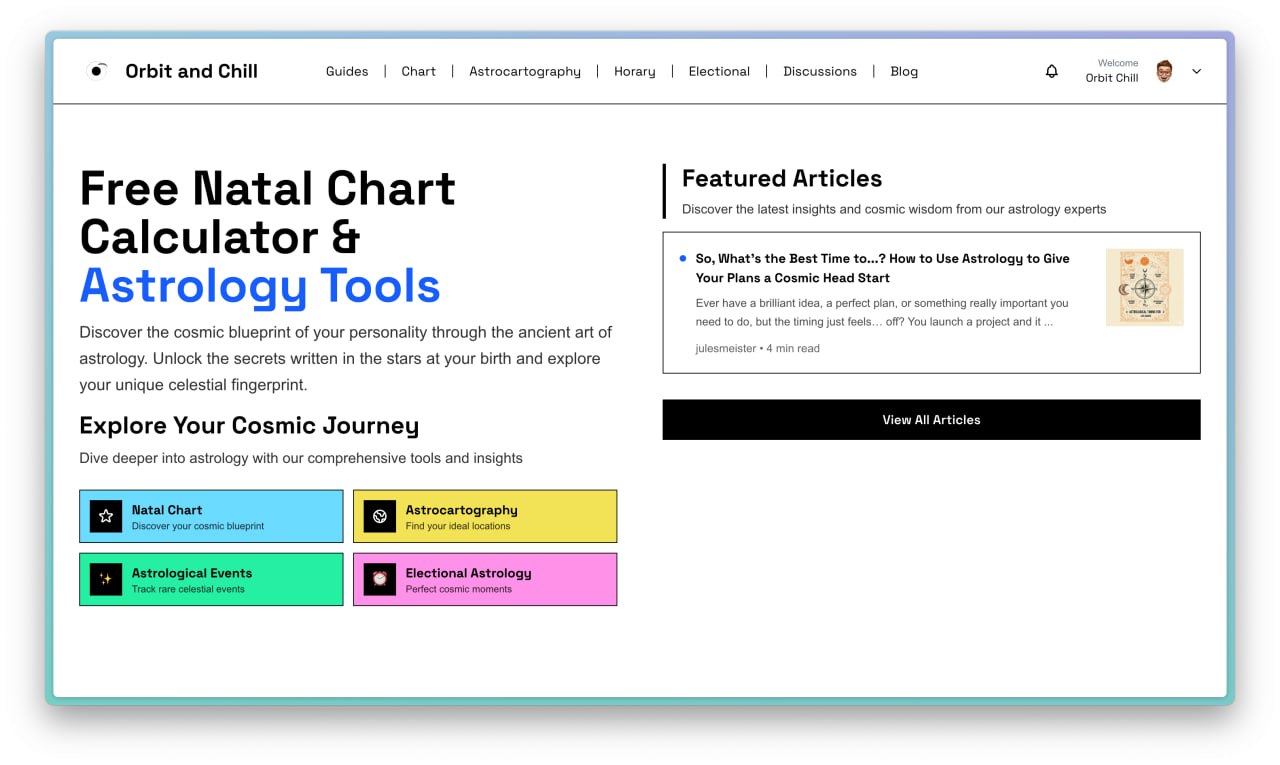 Orbit and Chill
Guides | Chart | Astrocartography | Horary | Electional | Discussions | Blog
Welcome
Orbit Chill
Free Natal Chart
Calculator &
Astrology Tools
Discover the cosmic blueprint of your personality through the ancient art of
astrology. Unlock the secrets written in the stars at your birth and explore
your unique celestial fingerprint.
Explore Your Cosmic Journey
Dive deeper into astrology with our comprehensive tools and insights
Natal Chart
Discover your cosmic blueprint
Astrocartography
Find your ideal locations
Astrological Events
Track rare celestial events
Electional Astrology
Perfect cosmic moments
Featured Articles
Discover the latest insights and cosmic wisdom from our astrology experts
So, What's the Best Time to...? How to Use Astrology to Give
Your Plans a Cosmic Head Start
Ever have a brilliant idea, a perfect plan, or something really important you
need to do, but the timing just feels… off? You launch a project and it ...
julesmeister • 4 min read
View All Articles